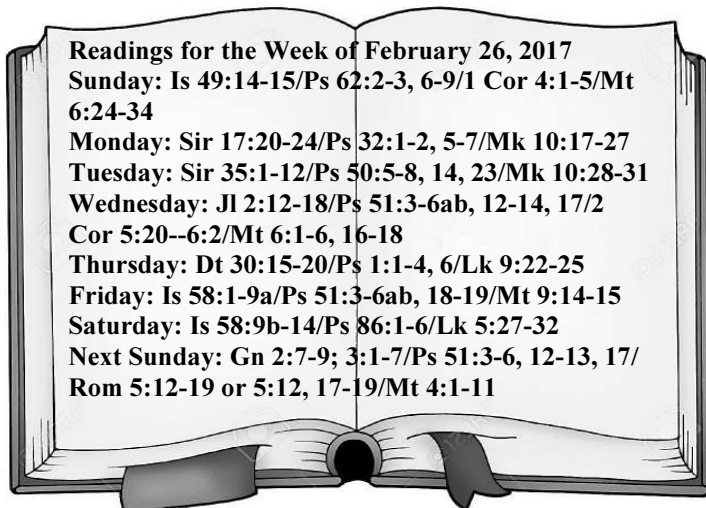 Readings for the Week of February 26, 2017
Sunday: Is 49:14-15/Ps 62:2-3, 6-9/1 Cor 4:1-5/Mt
6:24-34
Monday: Sir 17:20-24/Ps 32:1-2, 5-7/Mk 10:17-27
Tuesday: Sir 35:1-12/Ps 50:5-8, 14, 23/Mk 10:28-31
Wednesday: Jl 2:12-18/Ps 51:3-6ab, 12-14, 17/2
Cor 5:20--6:2/Mt 6:1-6, 16-18
Thursday: Dt 30:15-20/Ps 1:1-4, 6/Lk 9:22-25
Friday: Is 58:1-9a/Ps 51:3-6ab, 18-19/Mt 9:14-15
Saturday: Is 58:9b-14/Ps 86:1-6/Lk 5:27-32
Next Sunday: Gn 2:7-9; 3:1-7/Ps 51:3-6, 12-13, 17/
Rom 5:12-19 or 5:12, 17-19/Mt 4:1-11